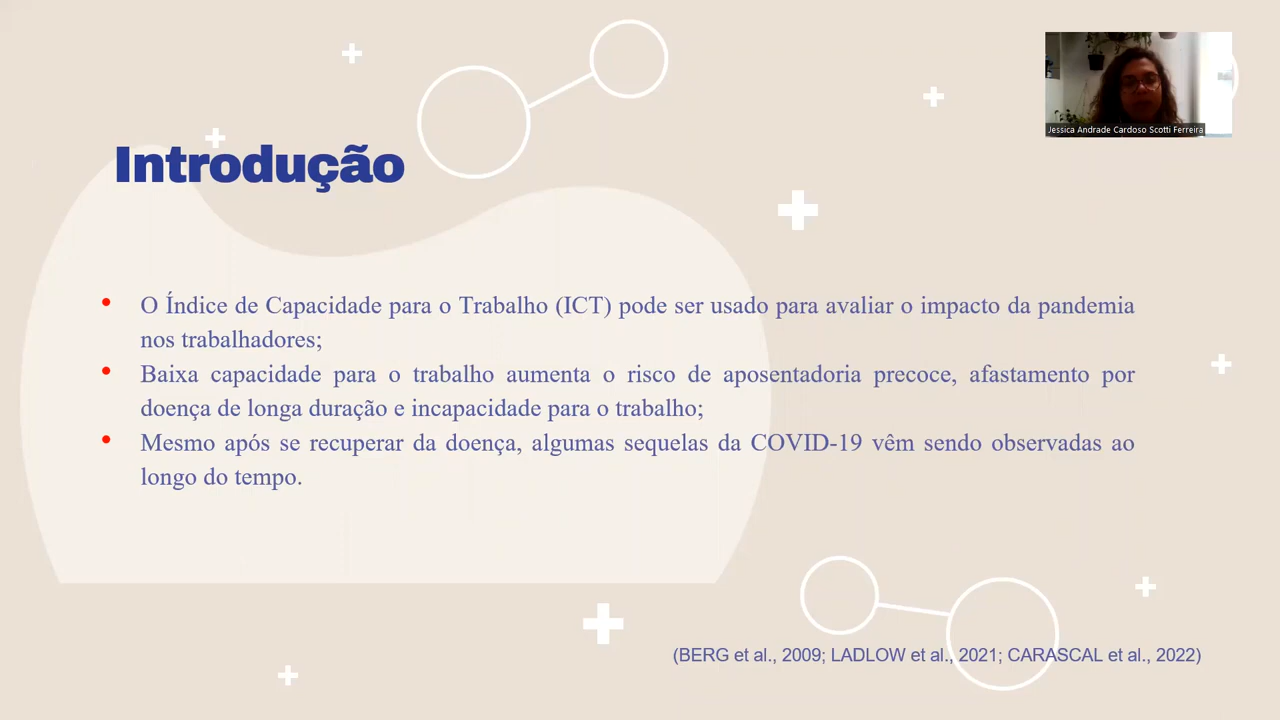 Jessica Andrade Cardoso Scotti Ferreira
Introdução
• O Índice de Capacidade para o Trabalho (ICT) pode ser usado para avaliar o impacto da pandemia
nos trabalhadores;
• Baixa capacidade para o trabalho aumenta o risco de aposentadoria precoce, afastamento por
doença de longa duração e incapacidade para o trabalho;
• Mesmo após se recuperar da doença, algumas sequelas da COVID-19 vêm sendo observadas ao
longo do tempo.
(BERG et al., 2009; LADLOW et al., 2021; CARASCAL et al., 2022)